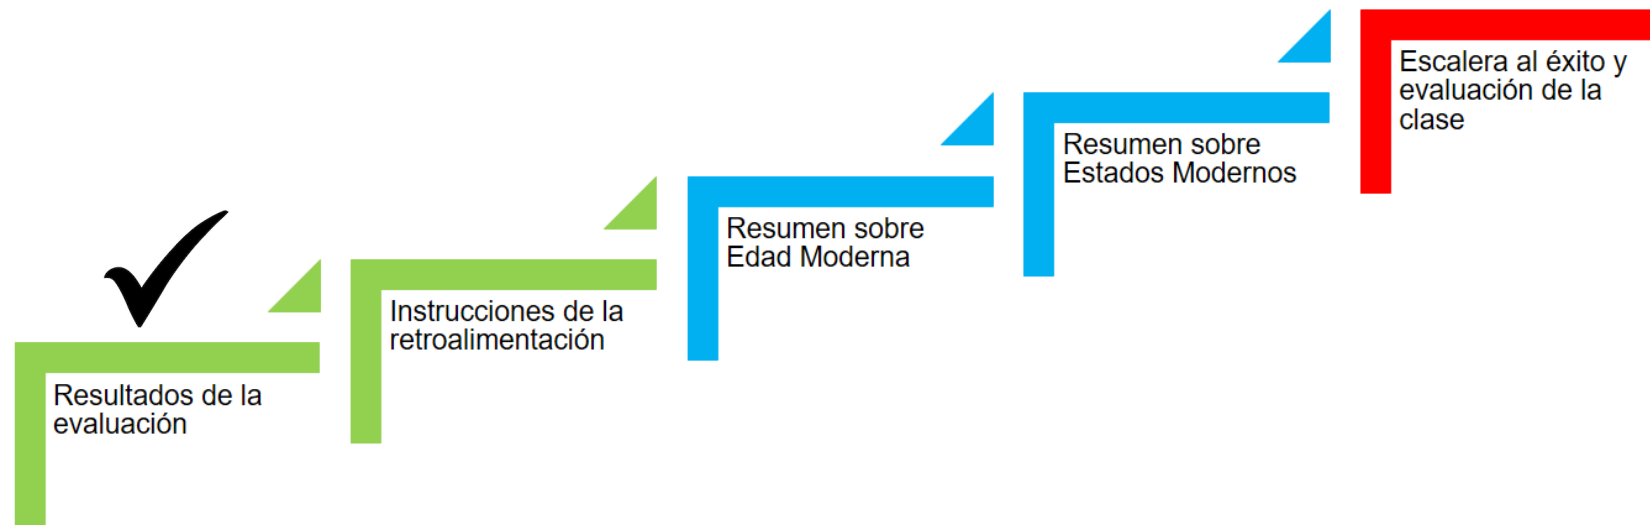 Resultados de la
evaluación
Instrucciones de la
retroalimentación
Resumen sobre
Edad Moderna
Resumen sobre
Estados Modernos
Escalera al éxito y
evaluación de la
clase